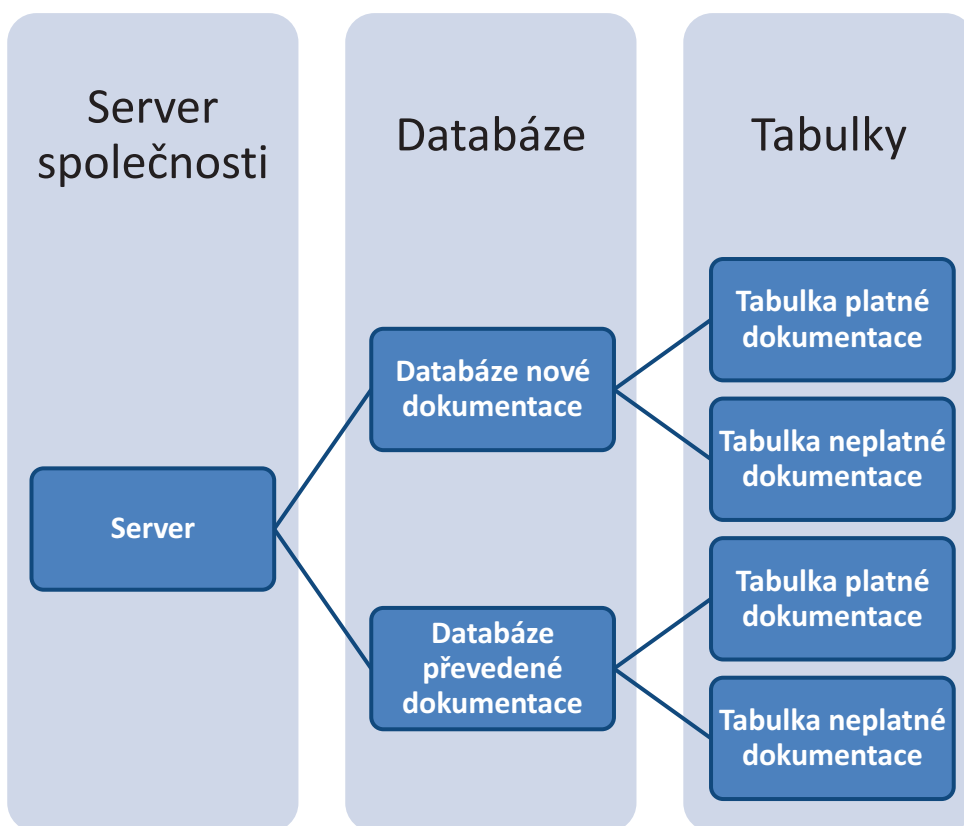 Server
společnosti
Databáze
Tabulky
Server
Databáze nové
dokumentace
Databáze
převedené
dokumentace
Tabulka platné
dokumentace
Tabulka neplatné
dokumentace
Tabulka platné
dokumentace
Tabulka neplatné
dokumentace